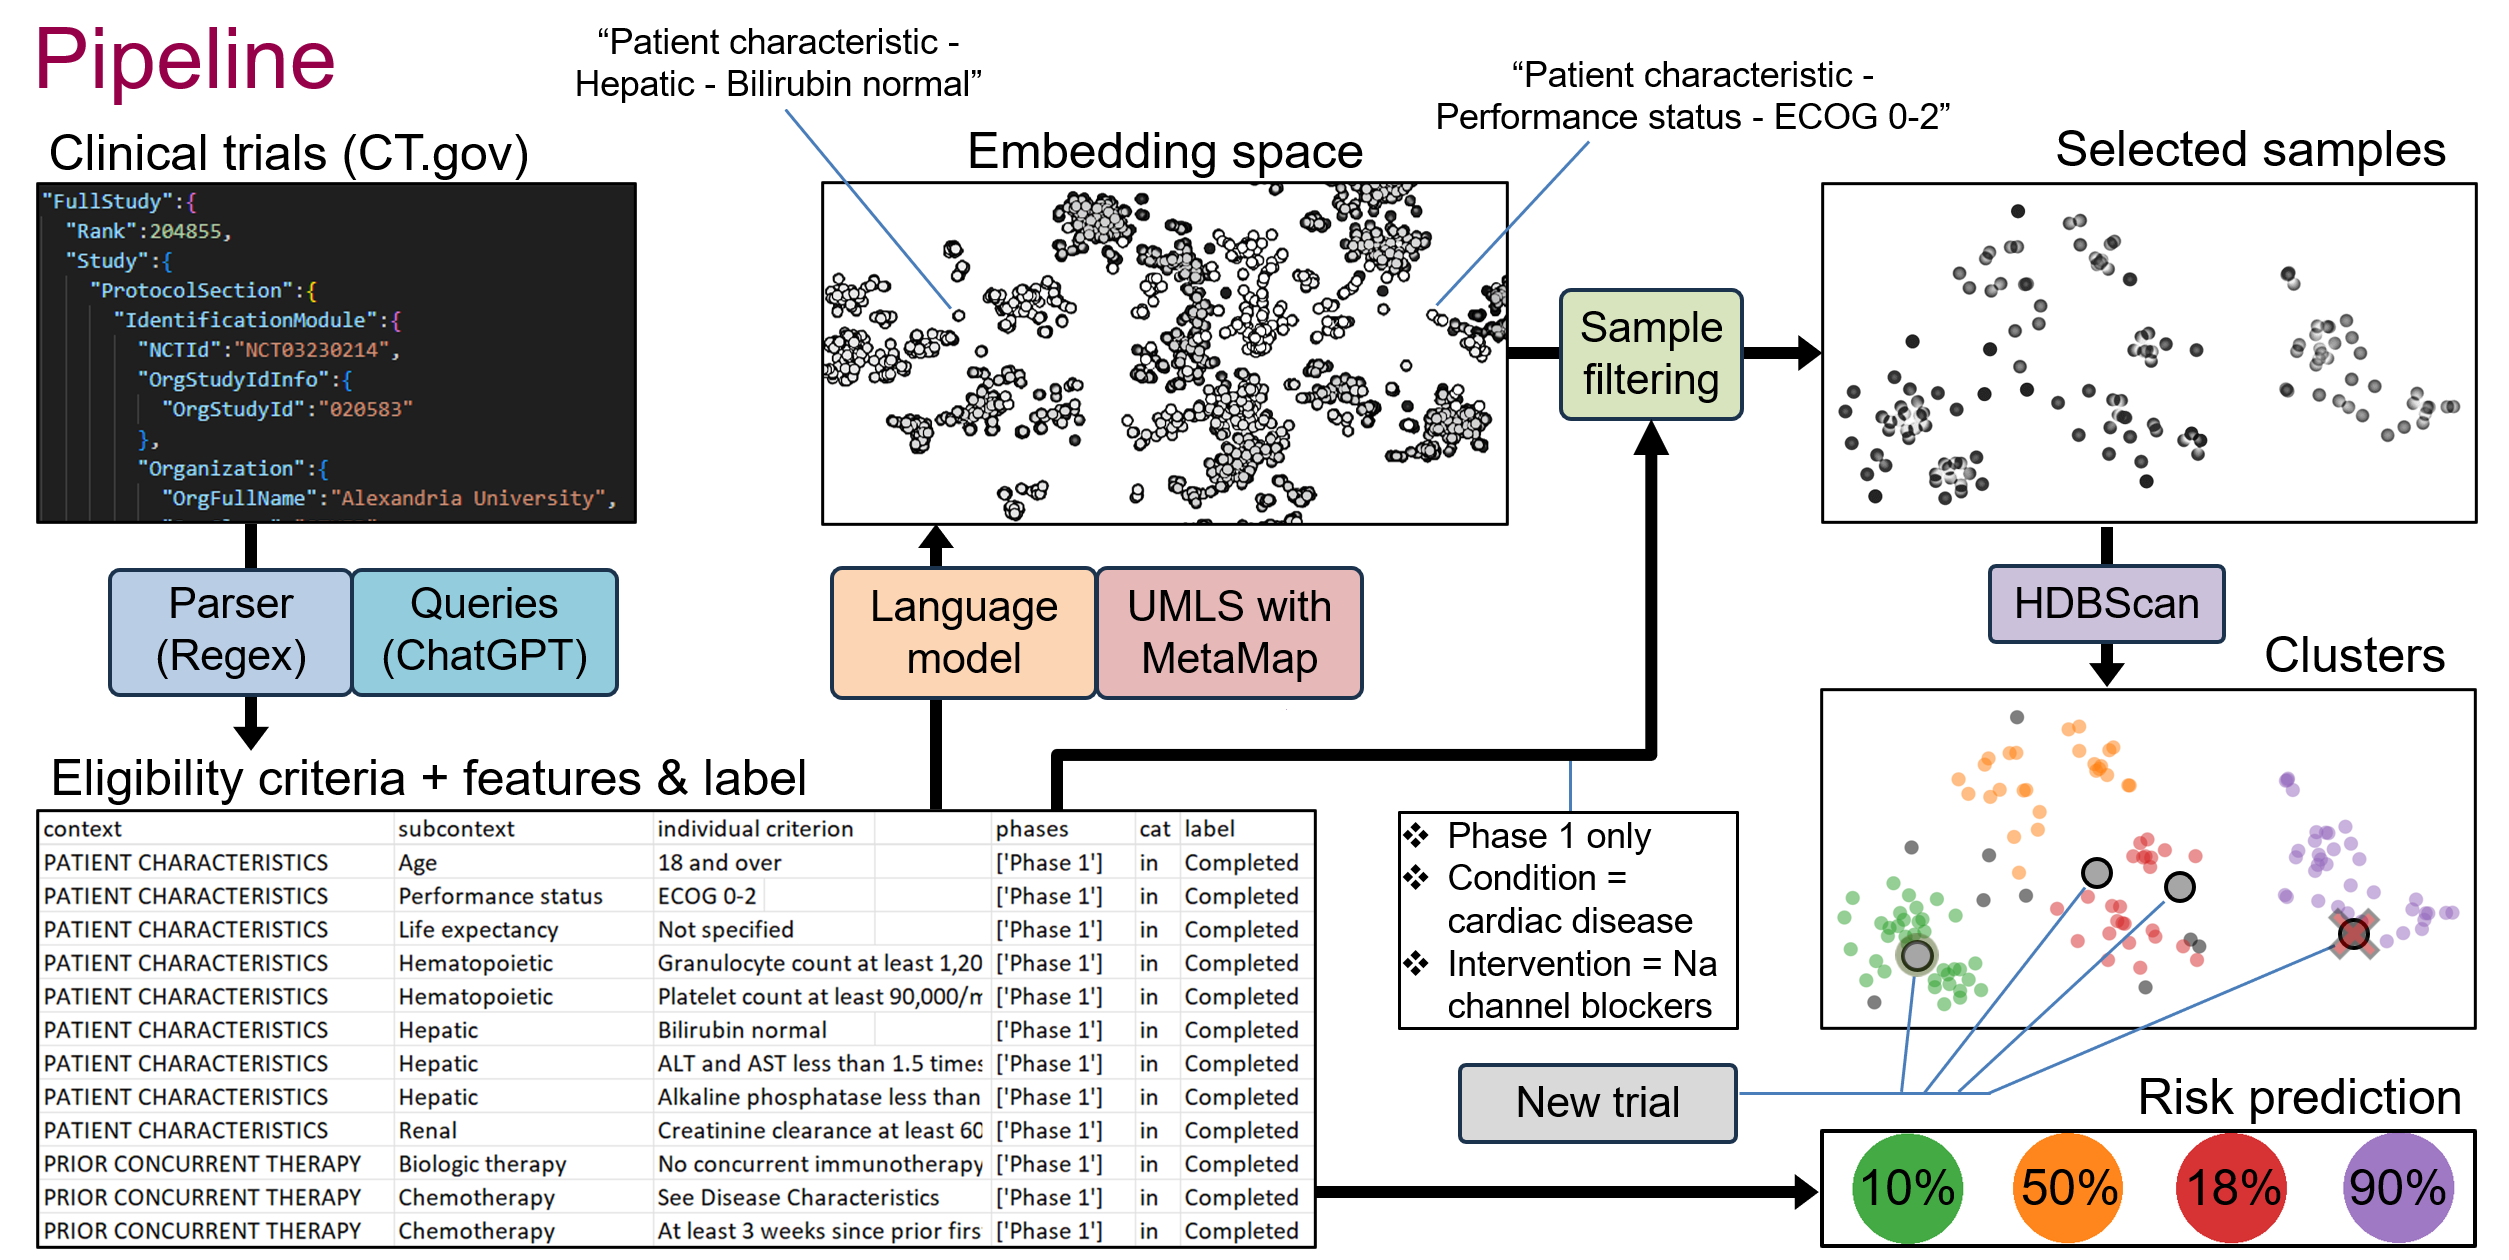 Pipeline
“Patient characteristic -
Hepatic - Bilirubin normal”
“Patient characteristic -
Performance status - ECOG 0-2”
Clinical trials (CT.gov)
"FullStudy":{
"Rank":204855,
"Study":{
"ProtocolSection":{
"IdentificationModule":{
"NCTId":"NCT03230214",
"OrgStudyIdInfo":{
"OrgStudyId":"020583"
},
"Organization":{
"OrgFullName":"Alexandria University",
Embedding space
Sample
filtering
Selected samples
Parser
(Regex)
Queries
(ChatGPT)
Language
model
UMLS with
MetaMap
HDBScan
Clusters
Eligibility criteria + features & label
context subcontext individual criterion phases cat label
PATIENT CHARACTERISTICS Age 18 and over ['Phase 1'] in Completed
PATIENT CHARACTERISTICS Performance status ECOG 0-2 ['Phase 1'] in Completed
PATIENT CHARACTERISTICS Life expectancy Not specified ['Phase 1'] in Completed
PATIENT CHARACTERISTICS Hematopoietic Granulocyte count at least 1,20 ['Phase 1'] in Completed
PATIENT CHARACTERISTICS Hematopoietic Platelet count at least 90,000/m ['Phase 1'] in Completed
PATIENT CHARACTERISTICS Hepatic Bilirubin normal ['Phase 1'] in Completed
PATIENT CHARACTERISTICS Hepatic ALT and AST less than 1.5 times ['Phase 1'] in Completed
PATIENT CHARACTERISTICS Hepatic Alkaline phosphatase less than ['Phase 1'] in Completed
PATIENT CHARACTERISTICS Renal Creatinine clearance at least 60 ['Phase 1'] in Completed
PRIOR CONCURRENT THERAPY Biologic therapy No concurrent immunotherapy ['Phase 1'] in Completed
PRIOR CONCURRENT THERAPY Chemotherapy See Disease Characteristics ['Phase 1'] in Completed
PRIOR CONCURRENT THERAPY Chemotherapy At least 3 weeks since prior firs ['Phase 1'] in Completed
❖ Phase 1 only
❖ Condition =
cardiac disease
❖ Intervention = Na
channel blockers
New trial
Risk prediction
10% 50% 18% 90%